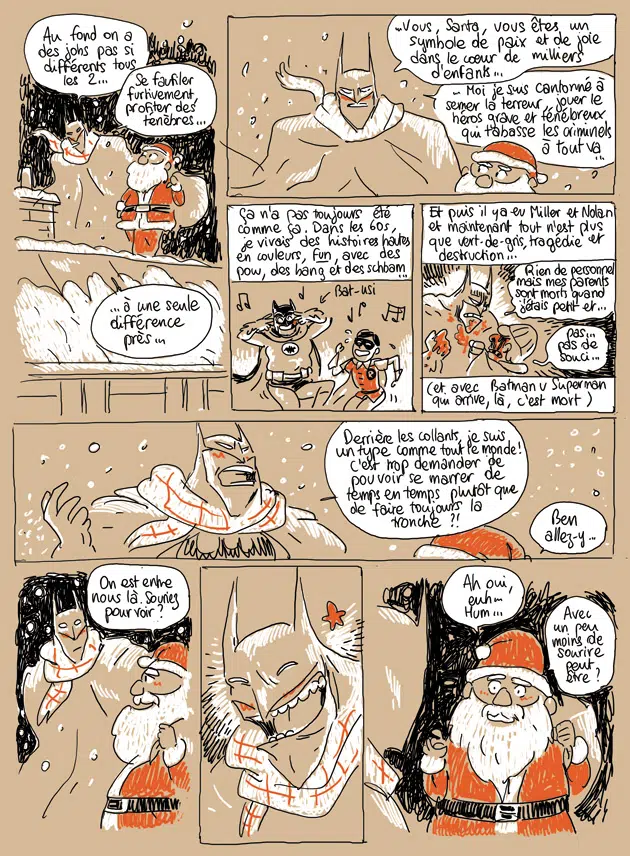 Au fond on a
des jobs pas si
différents tous
les 2...
Se faufiler
furtivement,
profiter des
ténèbres...
...Vous, Santa, vous êtes un
symbole de paix et de joie
dans le cœur de milliers
d'enfants...
... Moi je suis cantonné à
semer la terreur, jouer le
héros grave et ténébreux
qui tabasse les criminels
à tout va...
... à une seule
différence
près...
Ça n'a pas toujours été
comme ça. Dans les 60s,
je vivais des histoires hautes
en couleurs, fun, avec des
pow, des bang et des schbam...
Bat-usi
Et puis il y a eu Miller et Nolan
et maintenant tout n'est plus
que vert-de-gris, tragédie et
destruction...
Rien de personnel
mais mes parents
sont morts quand
j'étais petit et...
pas...
pas de
souci...
(et avec Batman v Superman
qui arrive, là, c'est mort)
Derrière les collants, je suis
un type comme tout le monde!
c'est trop demander de
pouvoir se marrer de
temps en temps plutôt que
de faire toujours la
tronche ?!
Ben
allez-y...
On est entre
nous là. Souriez
pour voir?
Ah oui,
euh...
Hum...
Avec
un peu
moins de
sourire
peut
être?